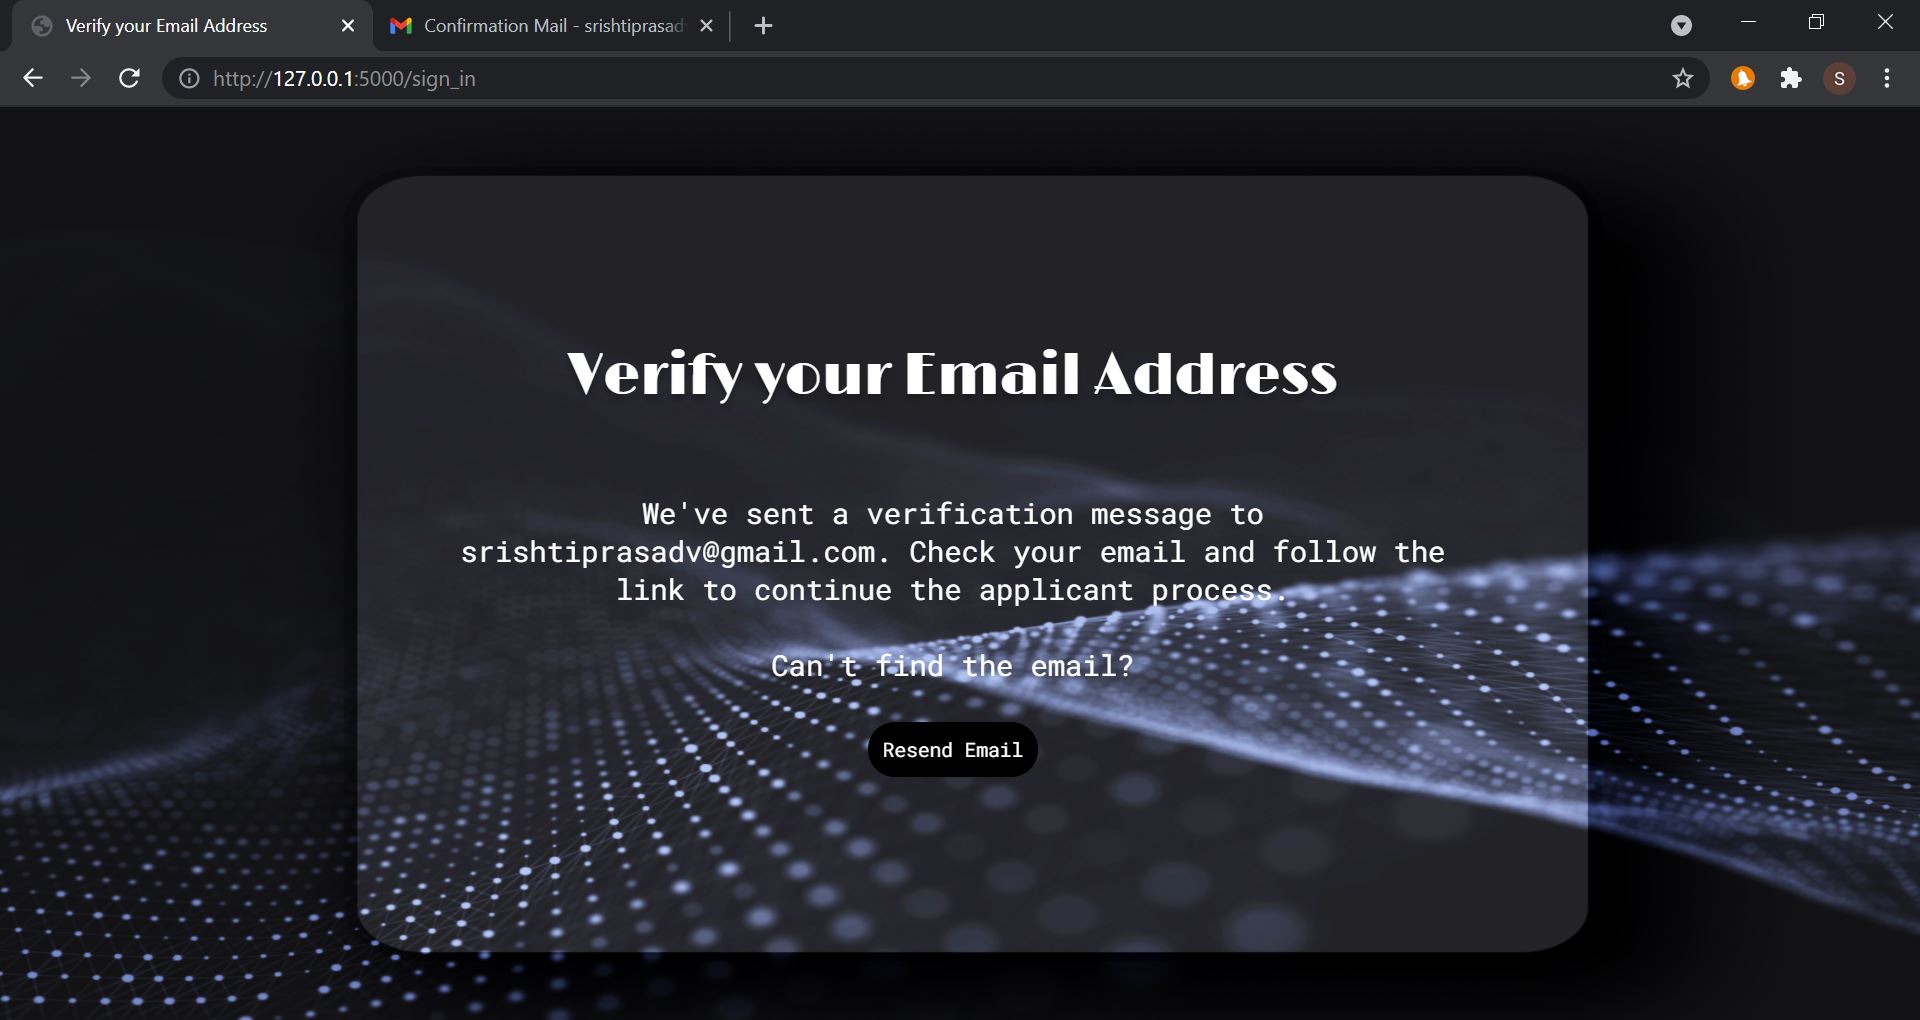 Verify your Email Address
Confirmation Mail - srishtiprasad
http://127.0.0.1:5000/sign_in
S
Verify your Email Address
We've sent a verification message to
srishtiprasadv@gmail.com. Check your email and follow the
link to continue the applicant process.
Can't find the email?
Resend Email